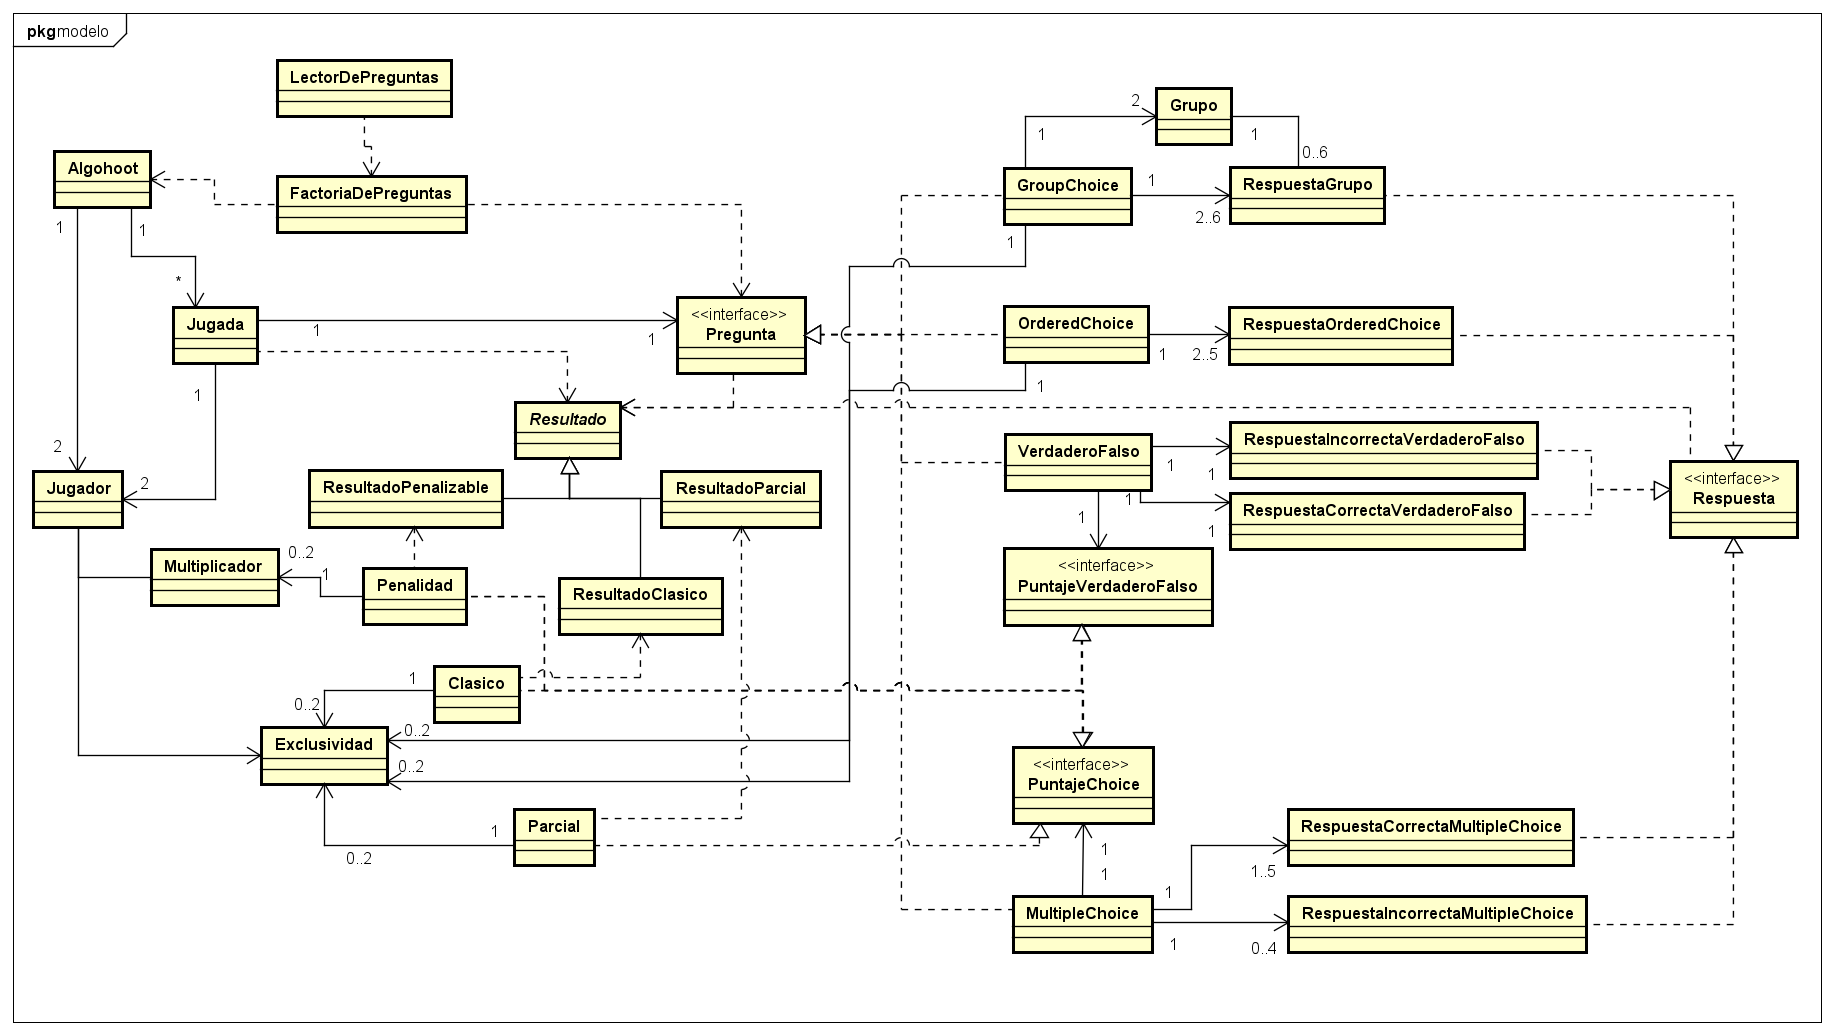 pkg modelo
LectorDePreguntas
Grupo
2
1
1
0..6
Algohoot
FactoriaDePreguntas
GroupChoice
1
2..6
RespuestaGrupo
1
1
1
*
Jugada
1
1
<<interface>>
Pregunta
OrderedChoice
1
2..5
RespuestaOrderedChoice
1
1
Resultado
2
2
Jugador
ResultadoPenalizable
ResultadoParcial
VerdaderoFalso
1
1
RespuestaIncorrectaVerdaderoFalso
1
1
1
RespuestaCorrectaVerdaderoFalso
<<interface>>
Respuesta
Multiplicador
0..2
1
Penalidad
ResultadoClasico
<<interface>>
PuntajeVerdaderoFalso
Clasico
1
0..2
Exclusividad
0..2
0..2
<<interface>>
PuntajeChoice
Parcial
1
0..2
1
1
RespuestaCorrectaMultipleChoice
1
1..5
MultipleChoice
RespuestaIncorrectaMultipleChoice
1
0..4